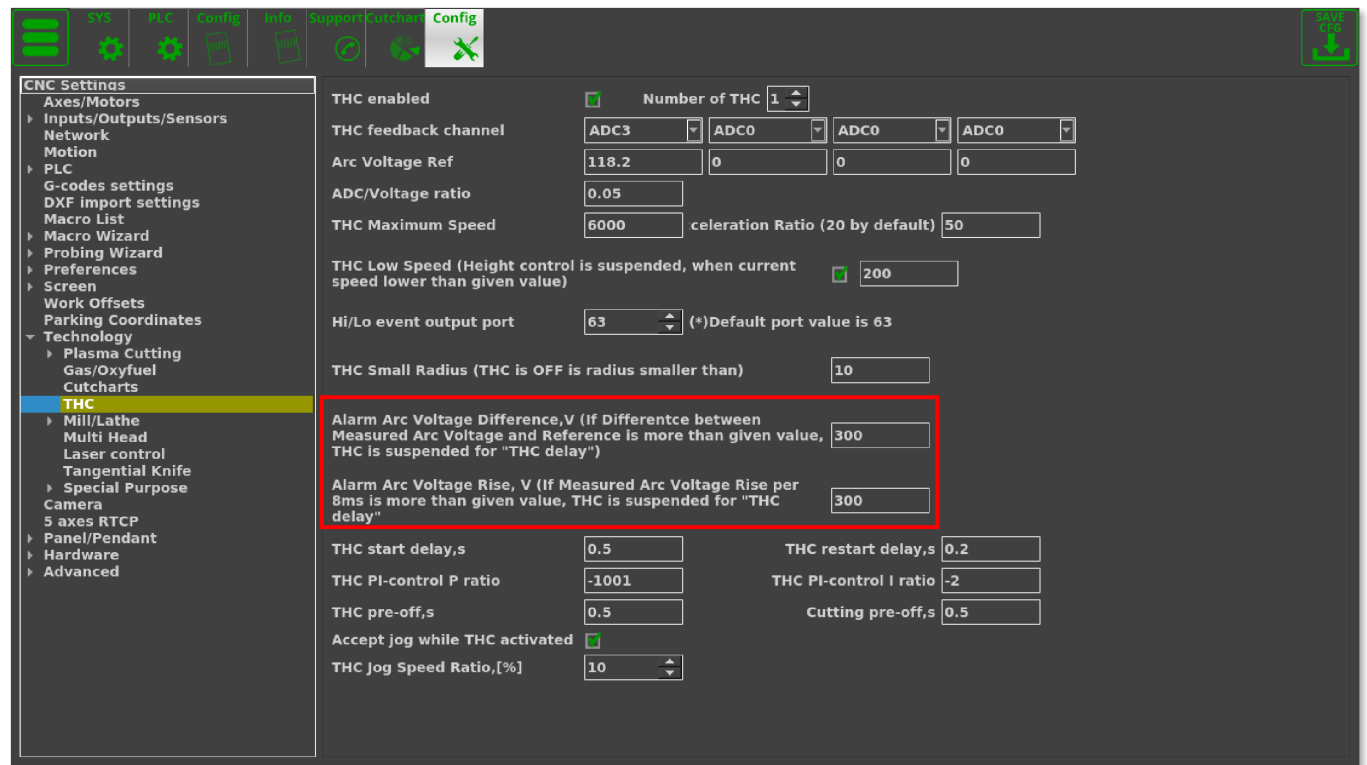 SYS PLC Config Info Support Cutchart Config SAVE
CFG
CNC Settings
Axes/Motors
Inputs/Outputs/Sensors
Network
Motion
PLC
G-codes settings
DXF import settings
Macro List
Macro Wizard
Probing Wizard
Preferences
Screen
Work Offsets
Parking Coordinates
Technology
Plasma Cutting
Gas/Oxyfuel
Cutcharts
THC
Mill/Lathe
Multi Head
Laser control
Tangential Knife
Special Purpose
Camera
5 axes RTCP
Panel/Pendant
Hardware
Advanced
THC enabled Number of THC 1
THC feedback channel ADC3 ADC0 ADC0 ADC0
Arc Voltage Ref 118.2 0 0 0
ADC/Voltage ratio 0.05
THC Maximum Speed 6000 celeration Ratio (20 by default) 50
THC Low Speed (Height control is suspended, when current
speed lower than given value) 200
Hi/Lo event output port 63 (*)Default port value is 63
THC Small Radius (THC is OFF is radius smaller than) 10
Alarm Arc Voltage Difference,V (If Differentce between
Measured Arc Voltage and Reference is more than given value, 300
THC is suspended for "THC delay")
Alarm Arc Voltage Rise, V (If Measured Arc Voltage Rise per
8ms is more than given value, THC is suspended for "THC 300
delay"
THC start delay,s 0.5 THC restart delay,s 0.2
THC PI-control P ratio -1001 THC PI-control I ratio -2
THC pre-off,s 0.5 Cutting pre-off,s 0.5
Accept jog while THC activated
THC Jog Speed Ratio,[%] 10